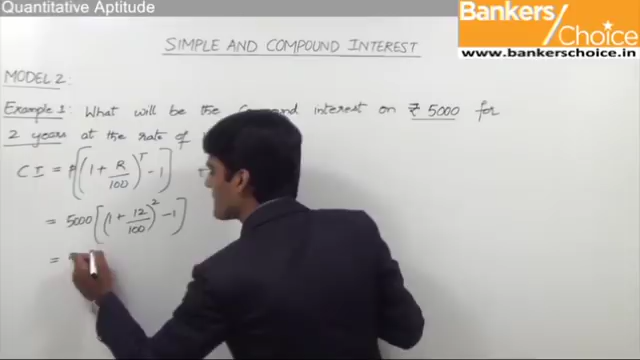 Quantitative Aptitude
Bankers
Choice
www.bankerschoice.in
SIMPLE AND COMPOUND INTEREST
MODEL 2:
Example 1: What will be the interest on ₹ 5000 for
2 years at the rate of
CI = P[(1 + R/100)^T - 1]
= 5000[(1 + 12/100)^2 - 1]
=